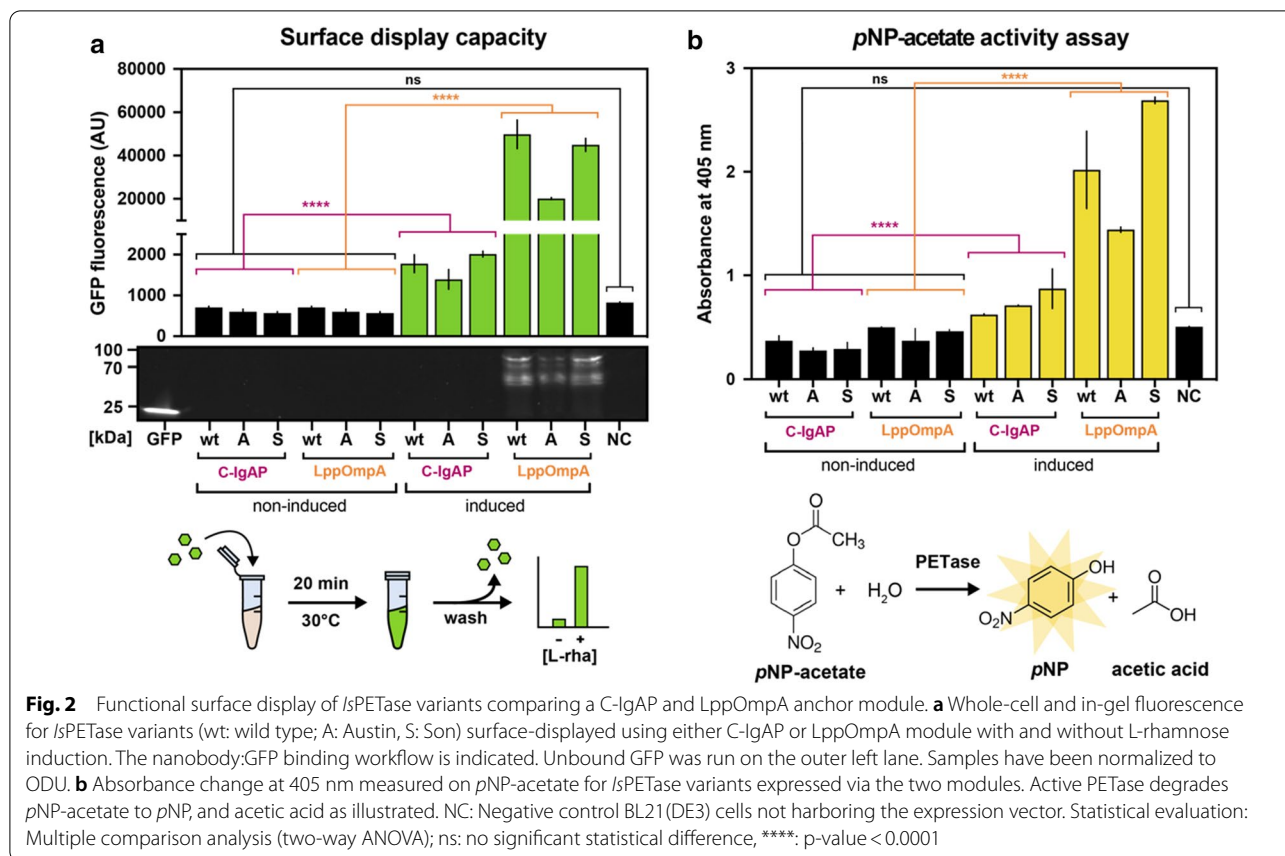 a
Surface display capacity
GFP fluorescence (AU)
80000
60000
40000
20000
2000
1000
0
ns
****
****
100
70
25
[kDa]
GFP wt A S wt A S wt A S wt A S NC
C-IgAP LppOmpA C-IgAP LppOmpA
non-induced induced
20 min
30°C
wash
- +
[L-rha]
b
pNP-acetate activity assay
Absorbance at 405 nm
3
2
1
0
ns
****
****
wt A S wt A S wt A S wt A S NC
C-IgAP LppOmpA C-IgAP LppOmpA
non-induced induced
O
O CH₃
NO₂
pNP-acetate
+ H₂O
PETase
OH
O₂N
pNP
+
O
OH
acetic acid
Fig. 2 Functional surface display of IsPETase variants comparing a C-IgAP and LppOmpA anchor module. a Whole-cell and in-gel fluorescence
for IsPETase variants (wt: wild type; A: Austin, S: Son) surface-displayed using either C-IgAP or LppOmpA module with and without L-rhamnose
induction. The nanobody:GFP binding workflow is indicated. Unbound GFP was run on the outer left lane. Samples have been normalized to
ODU. b Absorbance change at 405 nm measured on pNP-acetate for IsPETase variants expressed via the two modules. Active PETase degrades
pNP-acetate to pNP, and acetic acid as illustrated. NC: Negative control BL21(DE3) cells not harboring the expression vector. Statistical evaluation:
Multiple comparison analysis (two-way ANOVA); ns: no significant statistical difference, ****: p-value < 0.0001